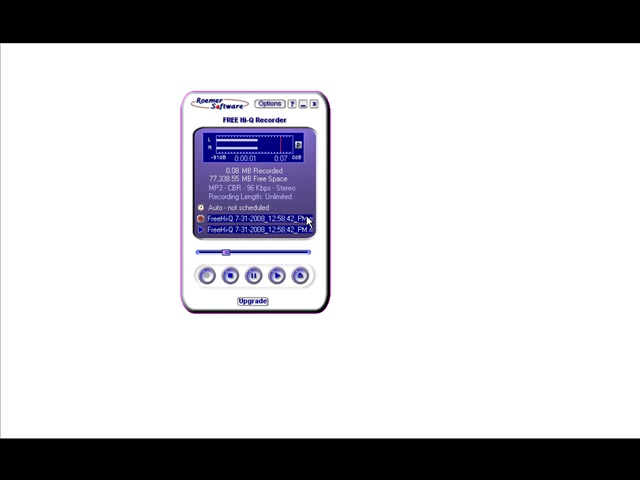 Roemer Software
Options ?
FREE Hi-Q Recorder
L
R
-91dB 0:00:01 0:07 0dB
0.08 MB Recorded
77,338.55 MB Free Space
MP3 - CBR - 96 Kbps - Stereo
Recording Length: Unlimited
Auto - not scheduled
FreeHi-Q 7-31-2008_12;58;42_PM
FreeHi-Q 7-31-2008_12;58;42_PM
Upgrade